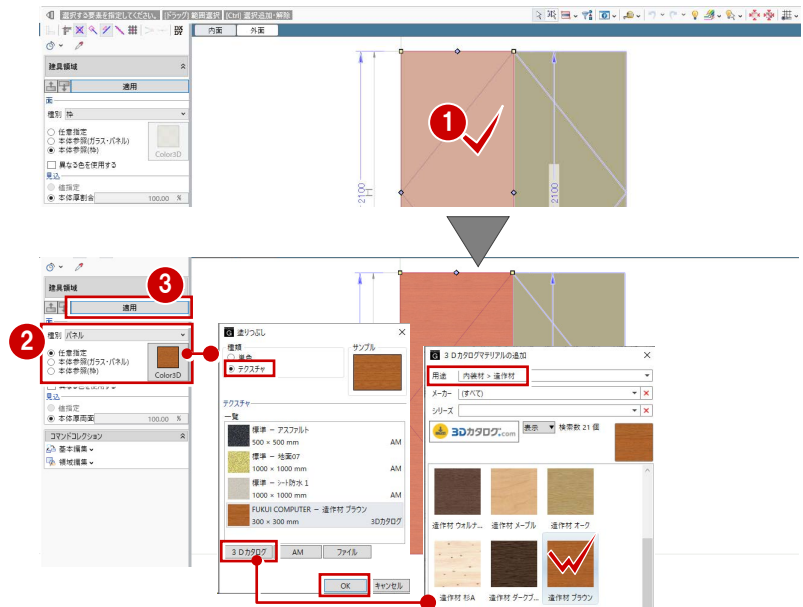 選択する要素を指定してください。 [ドラッグ] 範囲選択 [Ctrl] 選択追加・解除
内面 外面
建具領域
適用
面
種別 枠
任意指定
本体参照(ガラス・パネル)
本体参照(枠)
Color3D
異なる色を使用する
見込
値指定
本体厚割合 100.00 %
1
2100
H
2100
建具領域
3
適用
2
面
種別 パネル
任意指定
本体参照(ガラス・パネル)
本体参照(枠)
Color3D
見込
値指定
本体厚両面 100.00 %
コマンドコレクション
基本編集
領域編集
塗りつぶし
種類
単色
テクスチャ
サンプル
テクスチャ
一覧
標準 − アスファルト
500 × 500 mm AM
標準 − 地面07
1000 × 1000 mm AM
標準 − シート防水 1
1000 × 1000 mm AM
FUKUI COMPUTER − 造作材 ブラウン
300 × 300 mm 3Dカタログ
3 Dカタログ AM ファイル
OK キャンセル
3 Dカタログマテリアルの追加
用途 内装材 > 造作材
メーカー (すべて)
シリーズ
3Dカタログ.com 表示 検索数 21 個
造作材 ウォルナ... 造作材 メープル 造作材 オーク
造作材 杉A 造作材 ダークブ... 造作材 ブラウン